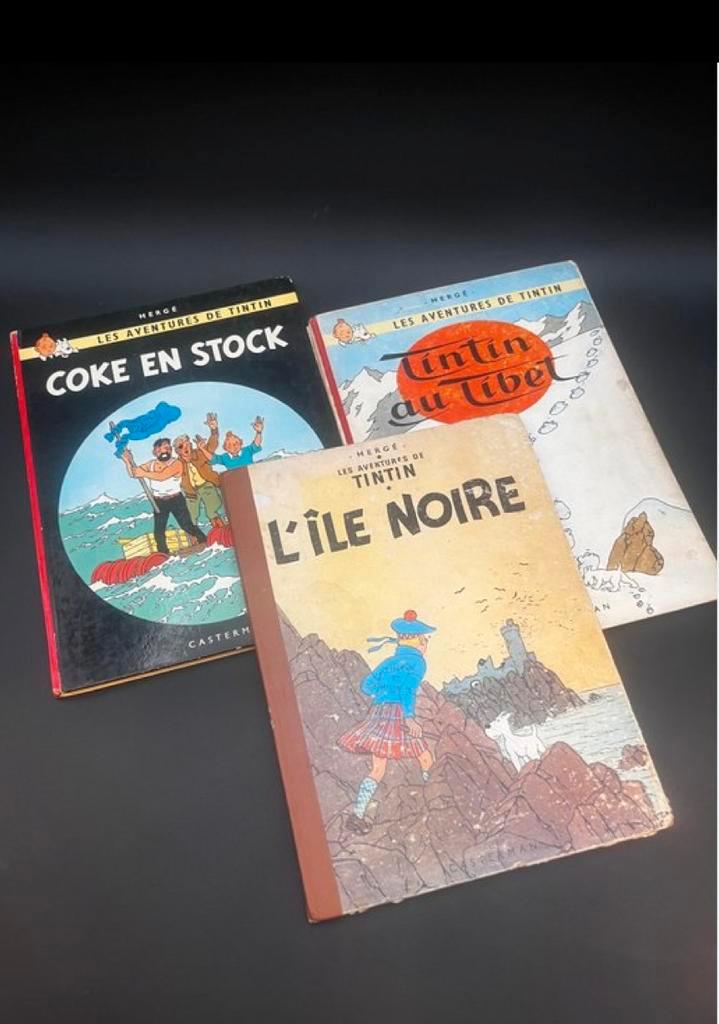 HERGÉ
LES AVENTURES DE TINTIN
COKE EN STOCK
CASTERM
- HERGÉ -
LES AVENTURES DE TINTIN
Tintin
au Tibet
AN
- HERGÉ -
LES AVENTURES DE
TINTIN
L'ÎLE NOIRE
CASTERMAN